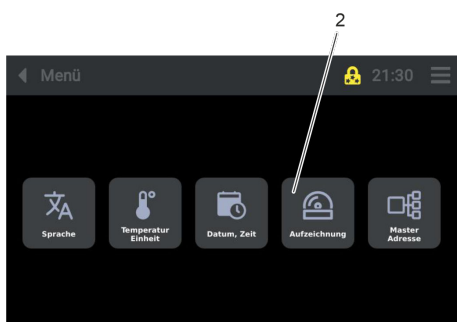 2
Menü 21:30
Sprache
Temperatur
Einheit
Datum, Zeit
Aufzeichnung
Master
Adresse